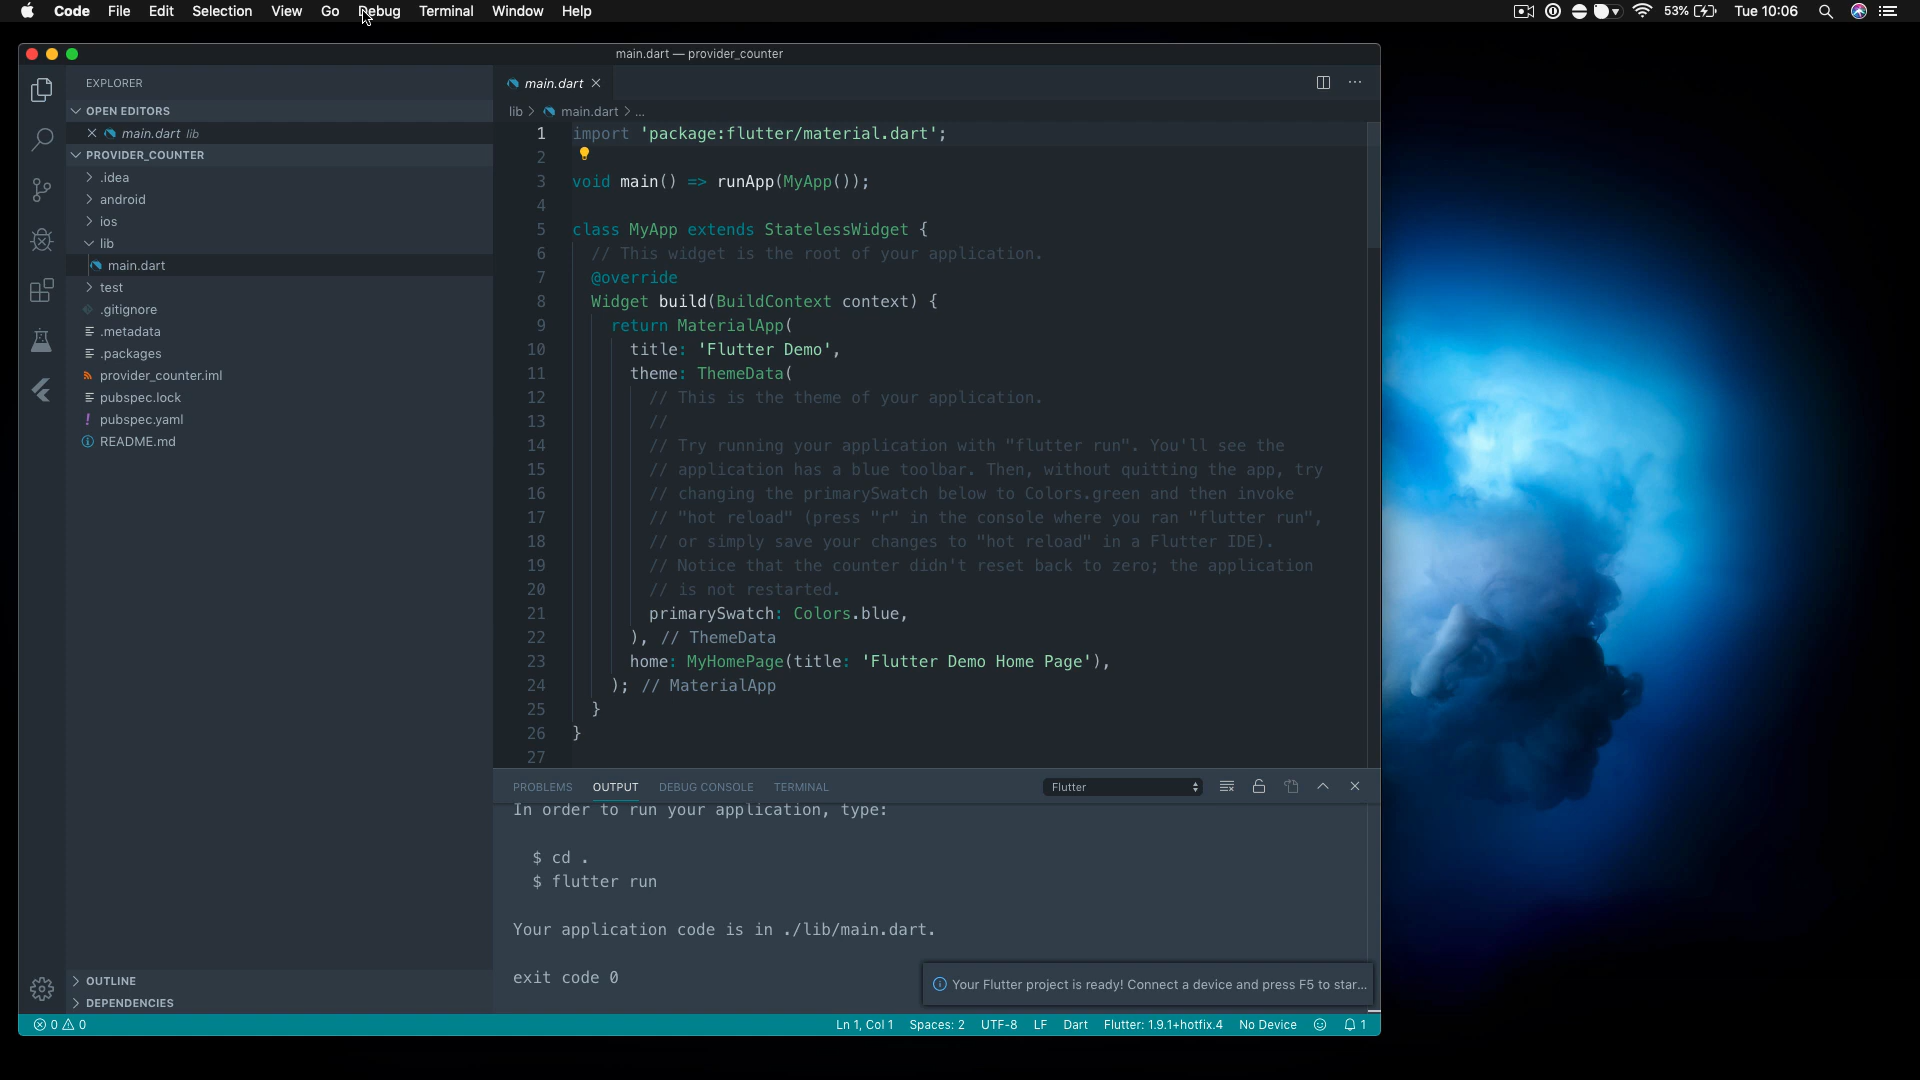 Code File Edit Selection View Go Debug Terminal Window Help
53% Tue 10:06
main.dart — provider_counter
EXPLORER
OPEN EDITORS
main.dart lib
PROVIDER_COUNTER
.idea
android
ios
lib
main.dart
test
.gitignore
.metadata
.packages
provider_counter.iml
pubspec.lock
pubspec.yaml
README.md
OUTLINE
DEPENDENCIES
main.dart
lib > main.dart > ...
1 import 'package:flutter/material.dart';
2
3 void main() => runApp(MyApp());
4
5 class MyApp extends StatelessWidget {
6 // This widget is the root of your application.
7 @override
8 Widget build(BuildContext context) {
9 return MaterialApp(
10 title: 'Flutter Demo',
11 theme: ThemeData(
12 // This is the theme of your application.
13 //
14 // Try running your application with "flutter run". You'll see the
15 // application has a blue toolbar. Then, without quitting the app, try
16 // changing the primarySwatch below to Colors.green and then invoke
17 // "hot reload" (press "r" in the console where you ran "flutter run",
18 // or simply save your changes to "hot reload" in a Flutter IDE).
19 // Notice that the counter didn't reset back to zero; the application
20 // is not restarted.
21 primarySwatch: Colors.blue,
22 ), // ThemeData
23 home: MyHomePage(title: 'Flutter Demo Home Page'),
24 ); // MaterialApp
25 }
26 }
27
PROBLEMS OUTPUT DEBUG CONSOLE TERMINAL Flutter
In order to run your application, type:
$ cd .
$ flutter run
Your application code is in ./lib/main.dart.
exit code 0
Your Flutter project is ready! Connect a device and press F5 to star...
0 0 Ln 1, Col 1 Spaces: 2 UTF-8 LF Dart Flutter: 1.9.1+hotfix.4 No Device 1